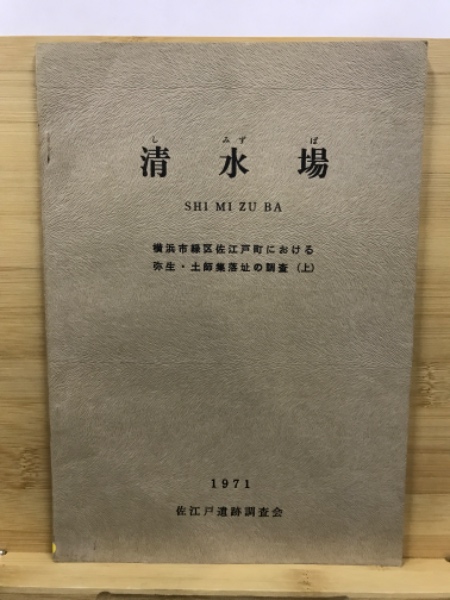 し みず ば
清水場
SHI MI ZU BA
横浜市緑区佐江戸町における
弥生・土師集落址の調査（上）
1971
佐江戸遺跡調査会